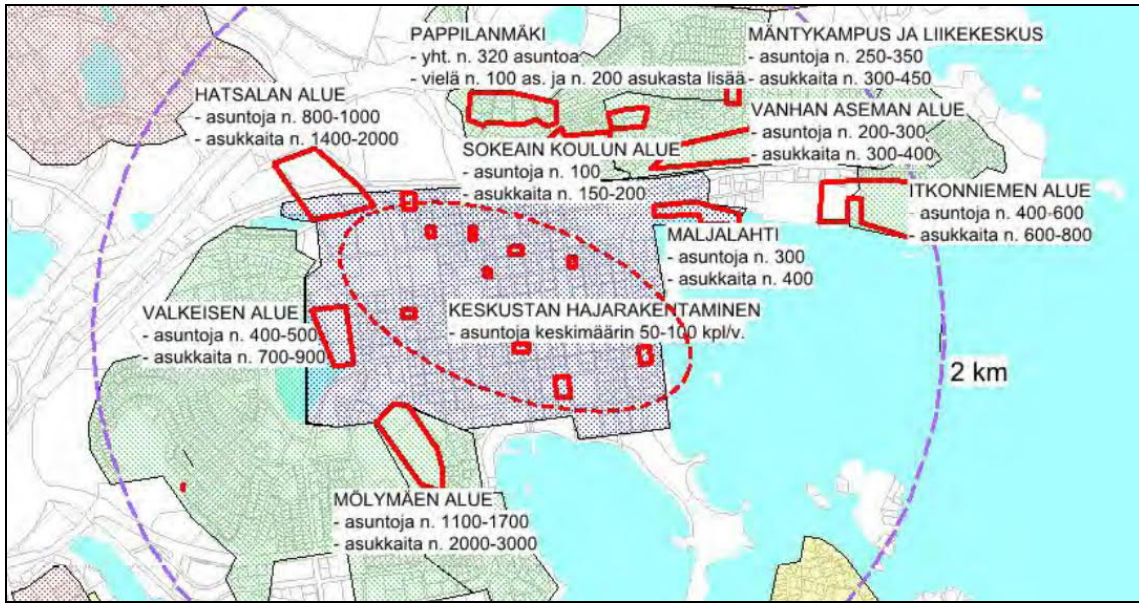 PAPPILANMÄKI
- yht. n. 320 asuntoa
- vielä n. 100 as. ja n. 200 asukasta lisää
MÄNTYKAMPUS JA LIIKEKESKUS
- asuntoja n. 250-350
- asukkaita n. 300-450
HATSALAN ALUE
- asuntoja n. 800-1000
- asukkaita n. 1400-2000
VANHAN ASEMAN ALUE
- asuntoja n. 200-300
- asukkaita n. 300-400
SOKEAIN KOULUN ALUE
- asuntoja n. 100
- asukkaita n. 150-200
ITKONNIEMEN ALUE
- asuntoja n. 400-600
- asukkaita n. 600-800
MALJALAHTI
- asuntoja n. 300
- asukkaita n. 400
VALKEISEN ALUE
- asuntoja n. 400-500
- asukkaita n. 700-900
KESKUSTAN HAJARAKENTAMINEN
- asuntoja keskimäärin 50-100 kpl/v.
2 km
MÖLYMÄEN ALUE
- asuntoja n. 1100-1700
- asukkaita n. 2000-3000